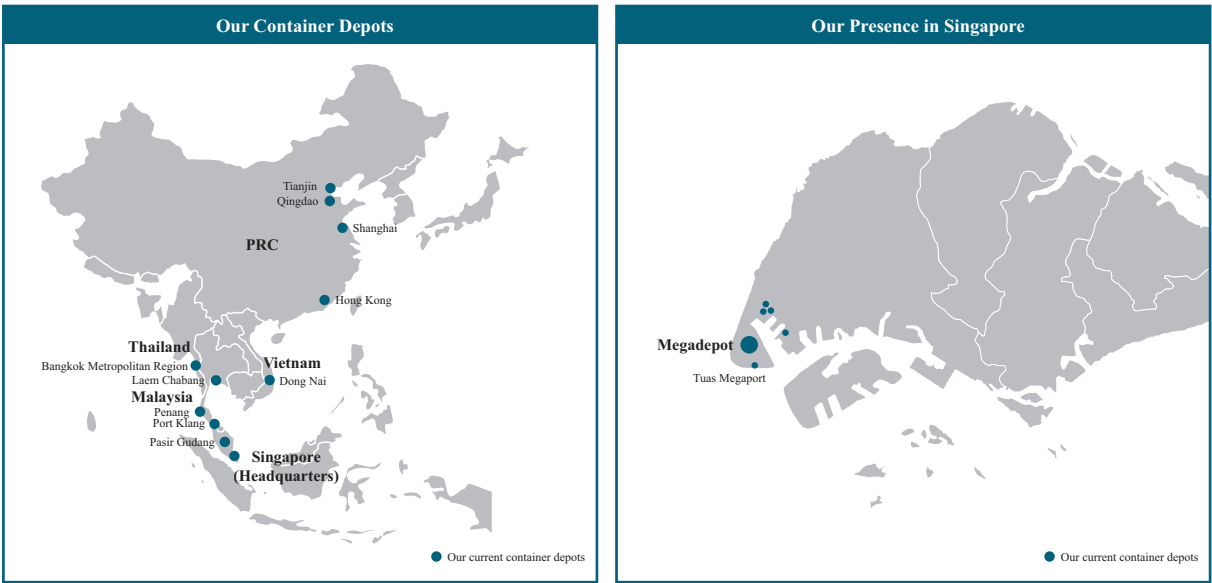 Our Container Depots
Tianjin
Qingdao
Shanghai
PRC
Hong Kong
Thailand
Bangkok Metropolitan Region
Vietnam
Laem Chabang
Dong Nai
Malaysia
Penang
Port Klang
Pasir Gudang
Singapore
(Headquarters)
Our current container depots
Our Presence in Singapore
Megadepot
Tuas Megaport
Our current container depots